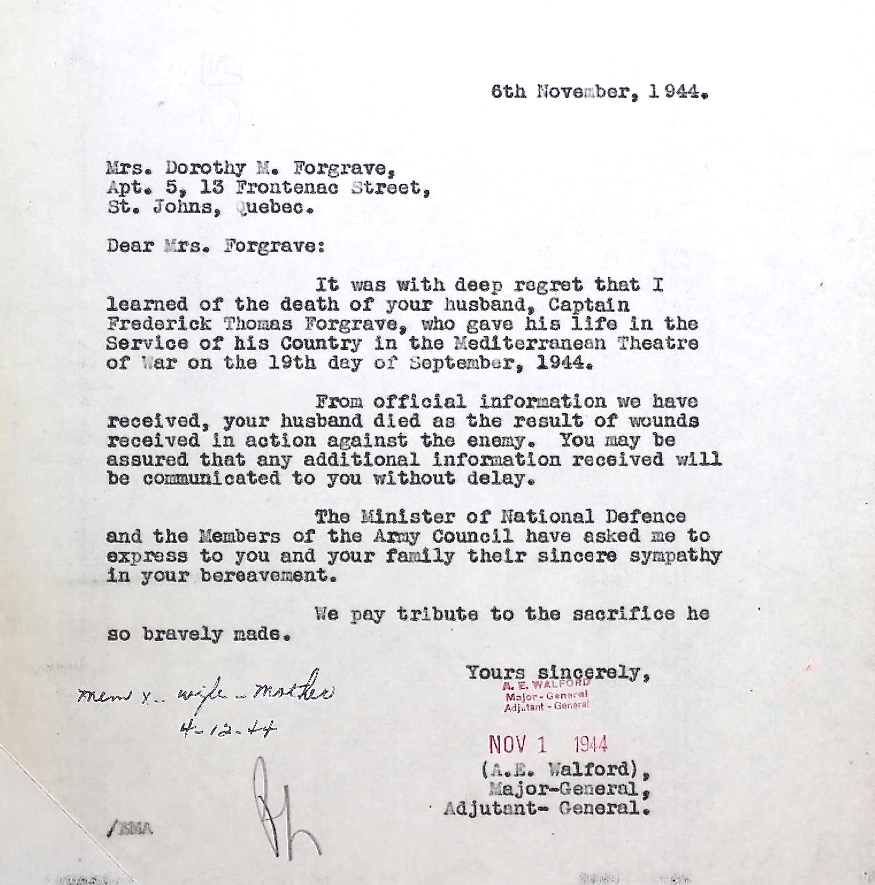 6th November, 1944.
Mrs. Dorothy M. Forgrave,
Apt. 5, 13 Frontenac Street,
St. Johns, Quebec.
Dear Mrs. Forgrave:
It was with deep regret that I
learned of the death of your husband, Captain
Frederick Thomas Forgrave, who gave his life in the
Service of his Country in the Mediterranean Theatre
of War on the 19th day of September, 1944.
From official information we have
received, your husband died as the result of wounds
received in action against the enemy. You may be
assured that any additional information received will
be communicated to you without delay.
The Minister of National Defence
and the Members of the Army Council have asked me to
express to you and your family their sincere sympathy
in your bereavement.
We pay tribute to the sacrifice he
so bravely made.
Yours sincerely,
A. E. WALFORD
Major-General
Adjutant-General
mem x - wife - mother
4-12-44
NOV 1 1944
(A.E. Walford),
Major-General,
Adjutant- General.